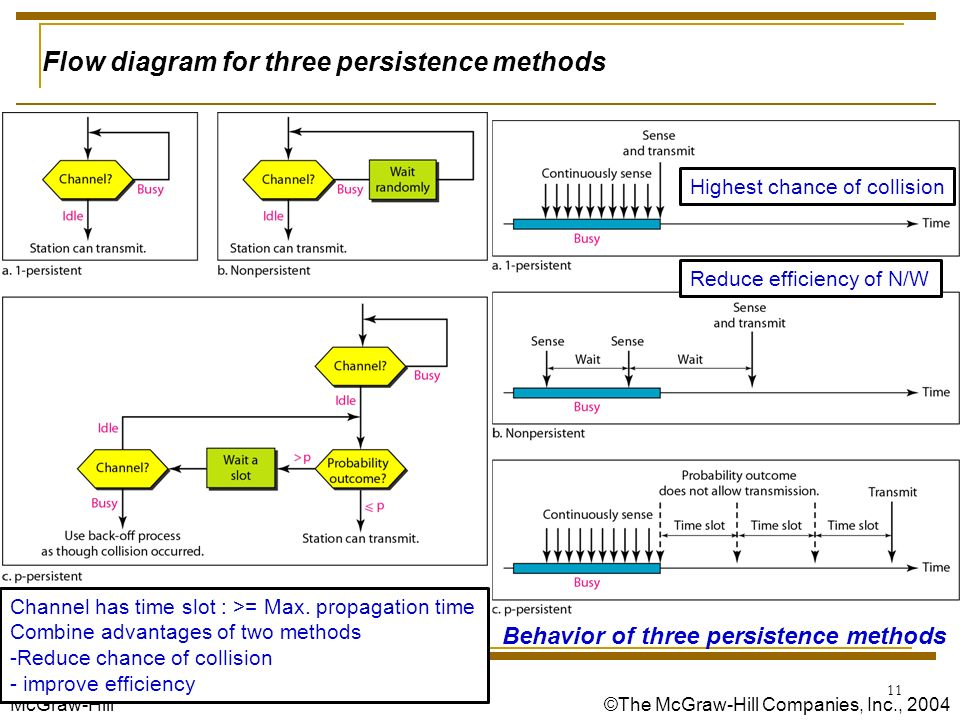 Flow diagram for three persistence methods
Channel?
Busy
Idle
Station can transmit.
a. 1-persistent
Channel?
Busy
Wait
randomly
Idle
Station can transmit.
b. Nonpersistent
Channel?
Busy
Idle
Idle
Channel?
Wait a
slot
>p
Probability
outcome?
Busy
≤ p
Use back-off process
as though collision occurred.
Station can transmit.
c. p-persistent
Channel has time slot : >= Max. propagation time
Combine advantages of two methods
-Reduce chance of collision
- improve efficiency
Sense
and transmit
Continuously sense
Highest chance of collision
Time
Busy
a. 1-persistent
Reduce efficiency of N/W
Sense
and transmit
Sense
Sense
Wait
Wait
Time
Busy
b. Nonpersistent
Probability outcome
does not allow transmission.
Transmit
Continuously sense
Time slot
Time slot
Time slot
Time
Busy
c. p-persistent
Behavior of three persistence methods
11
McGraw-Hill
©The McGraw-Hill Companies, Inc., 2004